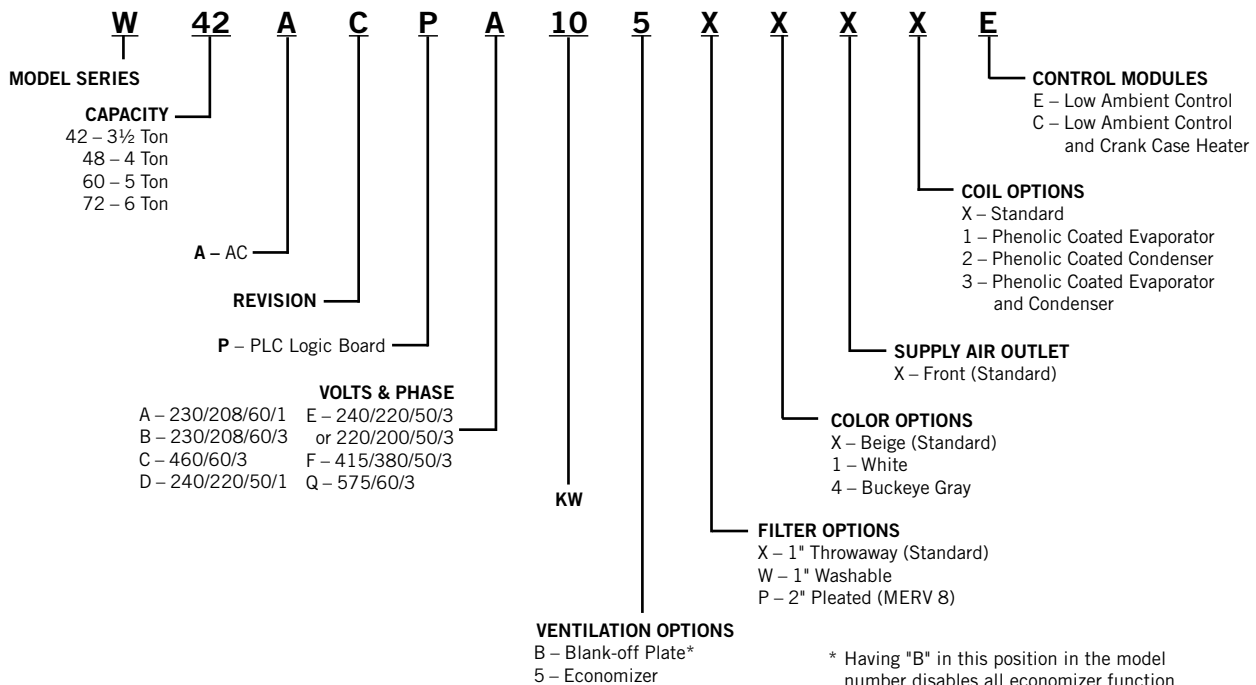 W 42 A C P A 10 5 X X X X E
MODEL SERIES
CAPACITY
42 – 3½ Ton
48 – 4 Ton
60 – 5 Ton
72 – 6 Ton
A – AC
REVISION
P – PLC Logic Board
VOLTS & PHASE
A – 230/208/60/1
B – 230/208/60/3
C – 460/60/3
D – 240/220/50/1
E – 240/220/50/3
or 220/200/50/3
F – 415/380/50/3
Q – 575/60/3
KW
VENTILATION OPTIONS
B – Blank-off Plate*
5 – Economizer
FILTER OPTIONS
X – 1" Throwaway (Standard)
W – 1" Washable
P – 2" Pleated (MERV 8)
COLOR OPTIONS
X – Beige (Standard)
1 – White
4 – Buckeye Gray
SUPPLY AIR OUTLET
X – Front (Standard)
COIL OPTIONS
X – Standard
1 – Phenolic Coated Evaporator
2 – Phenolic Coated Condenser
3 – Phenolic Coated Evaporator
and Condenser
CONTROL MODULES
E – Low Ambient Control
C – Low Ambient Control
and Crank Case Heater
* Having "B" in this position in the model
number disables all economizer function